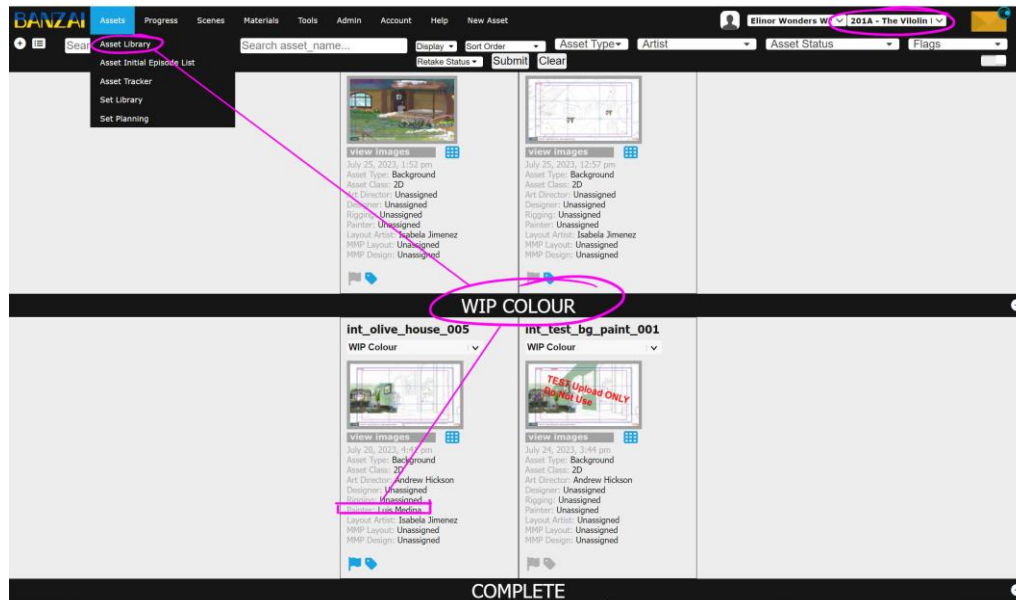 BANZAI Assets Progress Scenes Materials Tools Admin Account Help New Asset Elinor Wonders W 201A - The Vilolin I
Sear Search asset_name... Display Sort Order Asset Type Artist Asset Status Flags
Retake Status Submit Clear
Asset Library
Asset Initial Episode List
Asset Tracker
Set Library
Set Planning
view images
July 25, 2023, 1:52 pm
Asset Type: Background
Asset Class: 2D
Art Director: Unassigned
Designer: Unassigned
Rigging: Unassigned
Painter: Unassigned
Layout Artist: Isabela Jimenez
MMP Layout: Unassigned
MMP Design: Unassigned
view images
July 25, 2023, 12:57 pm
Asset Type: Background
Asset Class: 2D
Art Director: Unassigned
Designer: Unassigned
Rigging: Unassigned
Painter: Unassigned
Layout Artist: Isabela Jimenez
MMP Layout: Unassigned
MMP Design: Unassigned
WIP COLOUR
int_olive_house_005
WIP Colour
view images
July 20, 2023, 4:41 pm
Asset Type: Background
Asset Class: 2D
Art Director: Andrew Hickson
Designer: Unassigned
Rigging: Unassigned
Painter: Luis Medina
Layout Artist: Isabela Jimenez
MMP Layout: Unassigned
MMP Design: Unassigned
int_test_bg_paint_001
WIP Colour
TEST Upload ONLY
Do Not Use
view images
July 24, 2023, 3:44 pm
Asset Type: Background
Asset Class: 2D
Art Director: Andrew Hickson
Designer: Unassigned
Rigging: Unassigned
Painter: Unassigned
Layout Artist: Isabela Jimenez
MMP Layout: Unassigned
MMP Design: Unassigned
COMPLETE